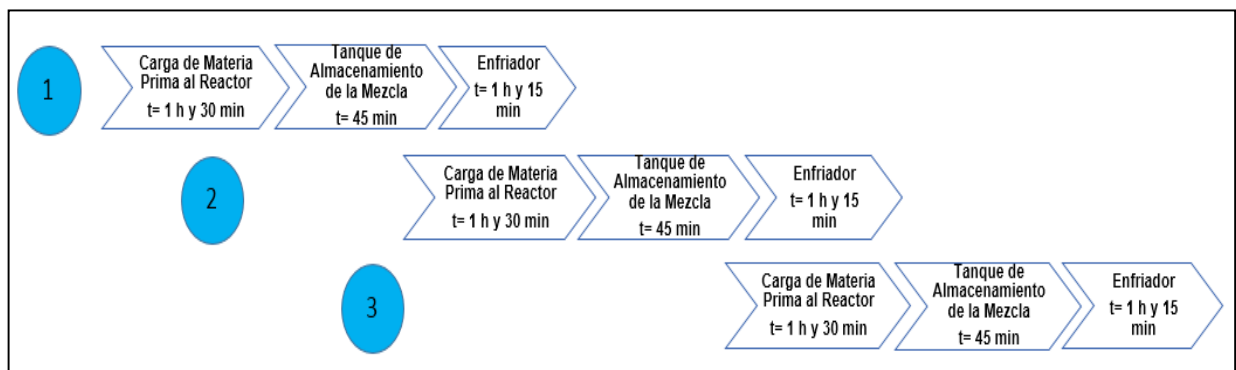 1
Carga de Materia
Prima al Reactor
t= 1 h y 30 min
Tanque de
Almacenamiento
de la Mezcla
t= 45 min
Enfriador
t= 1 h y 15
min
2
Carga de Materia
Prima al Reactor
t= 1 h y 30 min
Tanque de
Almacenamiento
de la Mezcla
t= 45 min
Enfriador
t= 1 h y 15
min
3
Carga de Materia
Prima al Reactor
t= 1 h y 30 min
Tanque de
Almacenamiento
de la Mezcla
t= 45 min
Enfriador
t= 1 h y 15
min